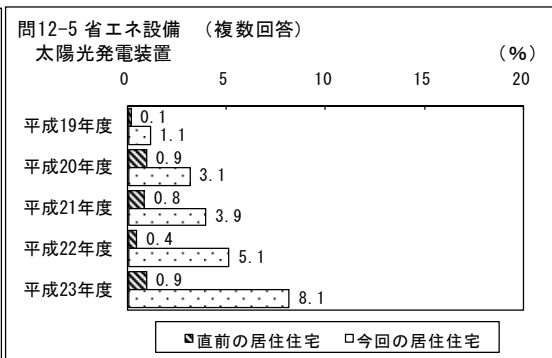 問12-5 省エネ設備 （複数回答）
太陽光発電装置 （％）
0 5 10 15 20
平成19年度 0.1
1.1
平成20年度 0.9
3.1
平成21年度 0.8
3.9
平成22年度 0.4
5.1
平成23年度 0.9
8.1
直前の居住住宅 今回の居住住宅